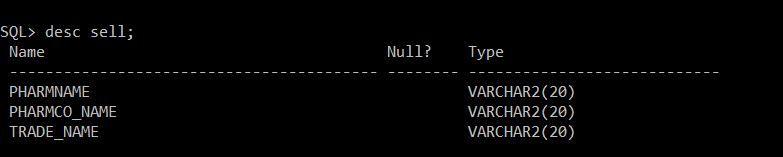 SQL> desc sell;
Name Null? Type
----------------------------------------- -------- ----------------------------
PHARMNAME VARCHAR2(20)
PHARMCO_NAME VARCHAR2(20)
TRADE_NAME VARCHAR2(20)